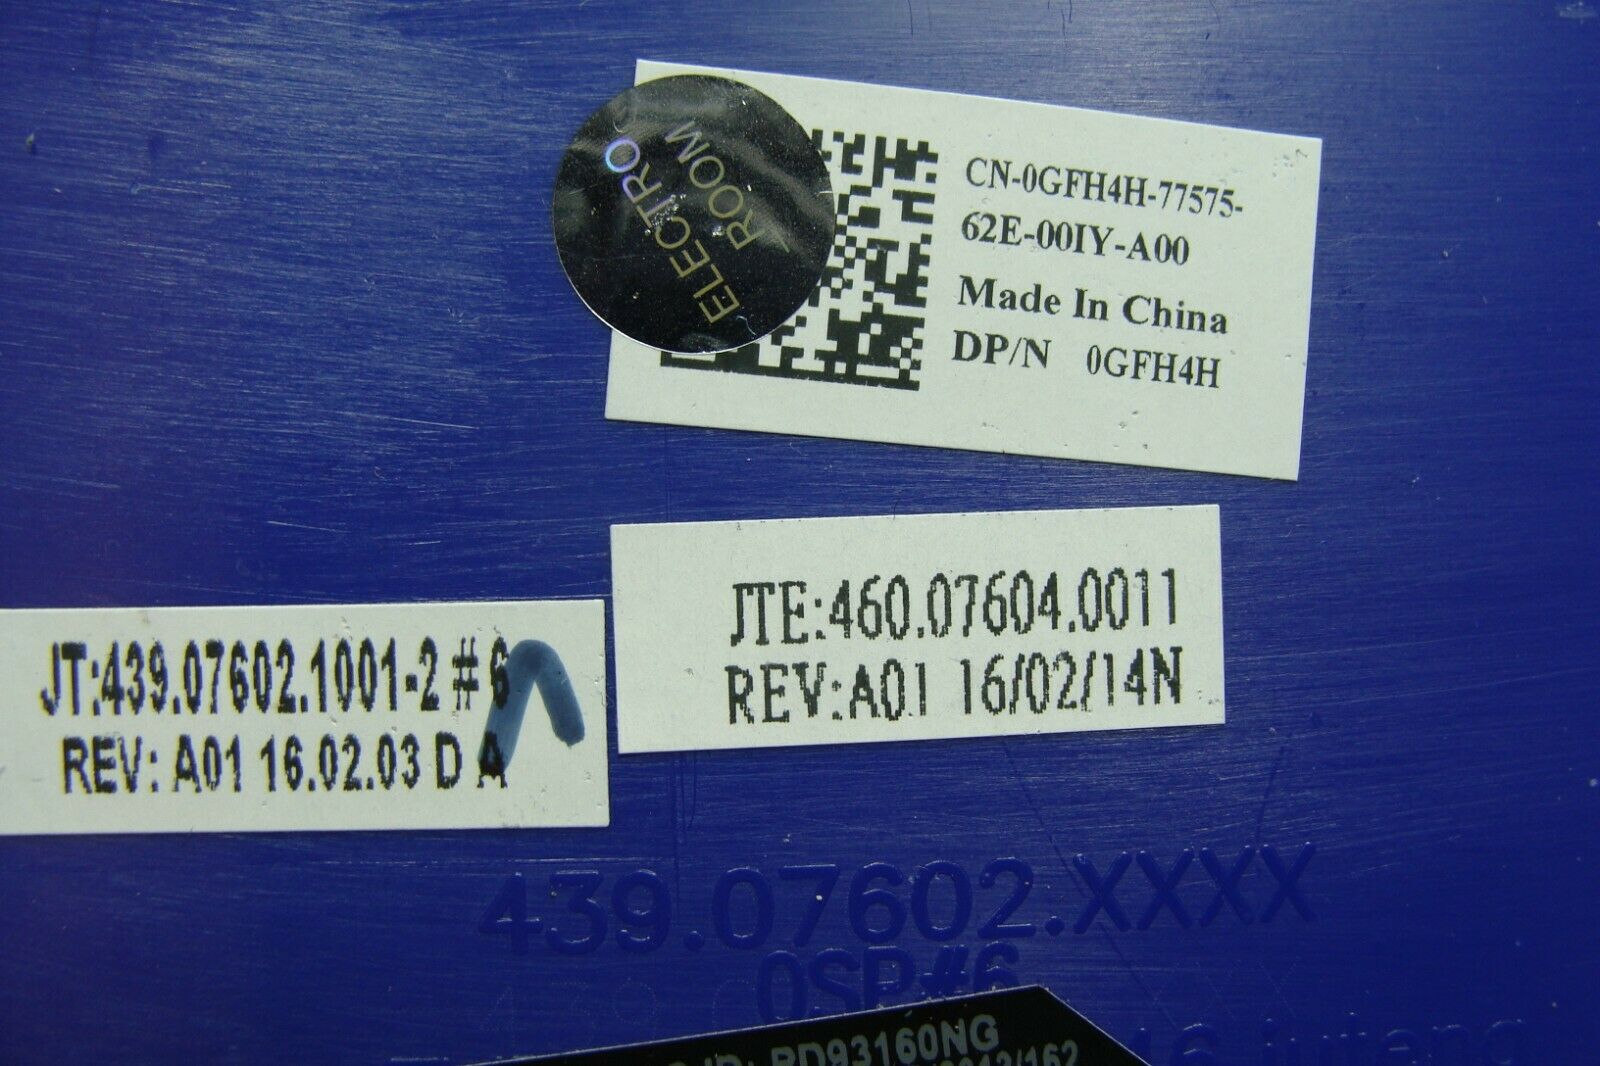 ELECTRO
ROOM
CN-0GFH4H-77575-
62E-00IY-A00
Made In China
DP/N 0GFH4H
JTE:460.07604.0011
REV:A01 16/02/14N
JT:439.07602.1001-2 # 6
REV: A01 16.02.03 D A
439.07602.XXXX
0SP#6
ID: RD93160NG